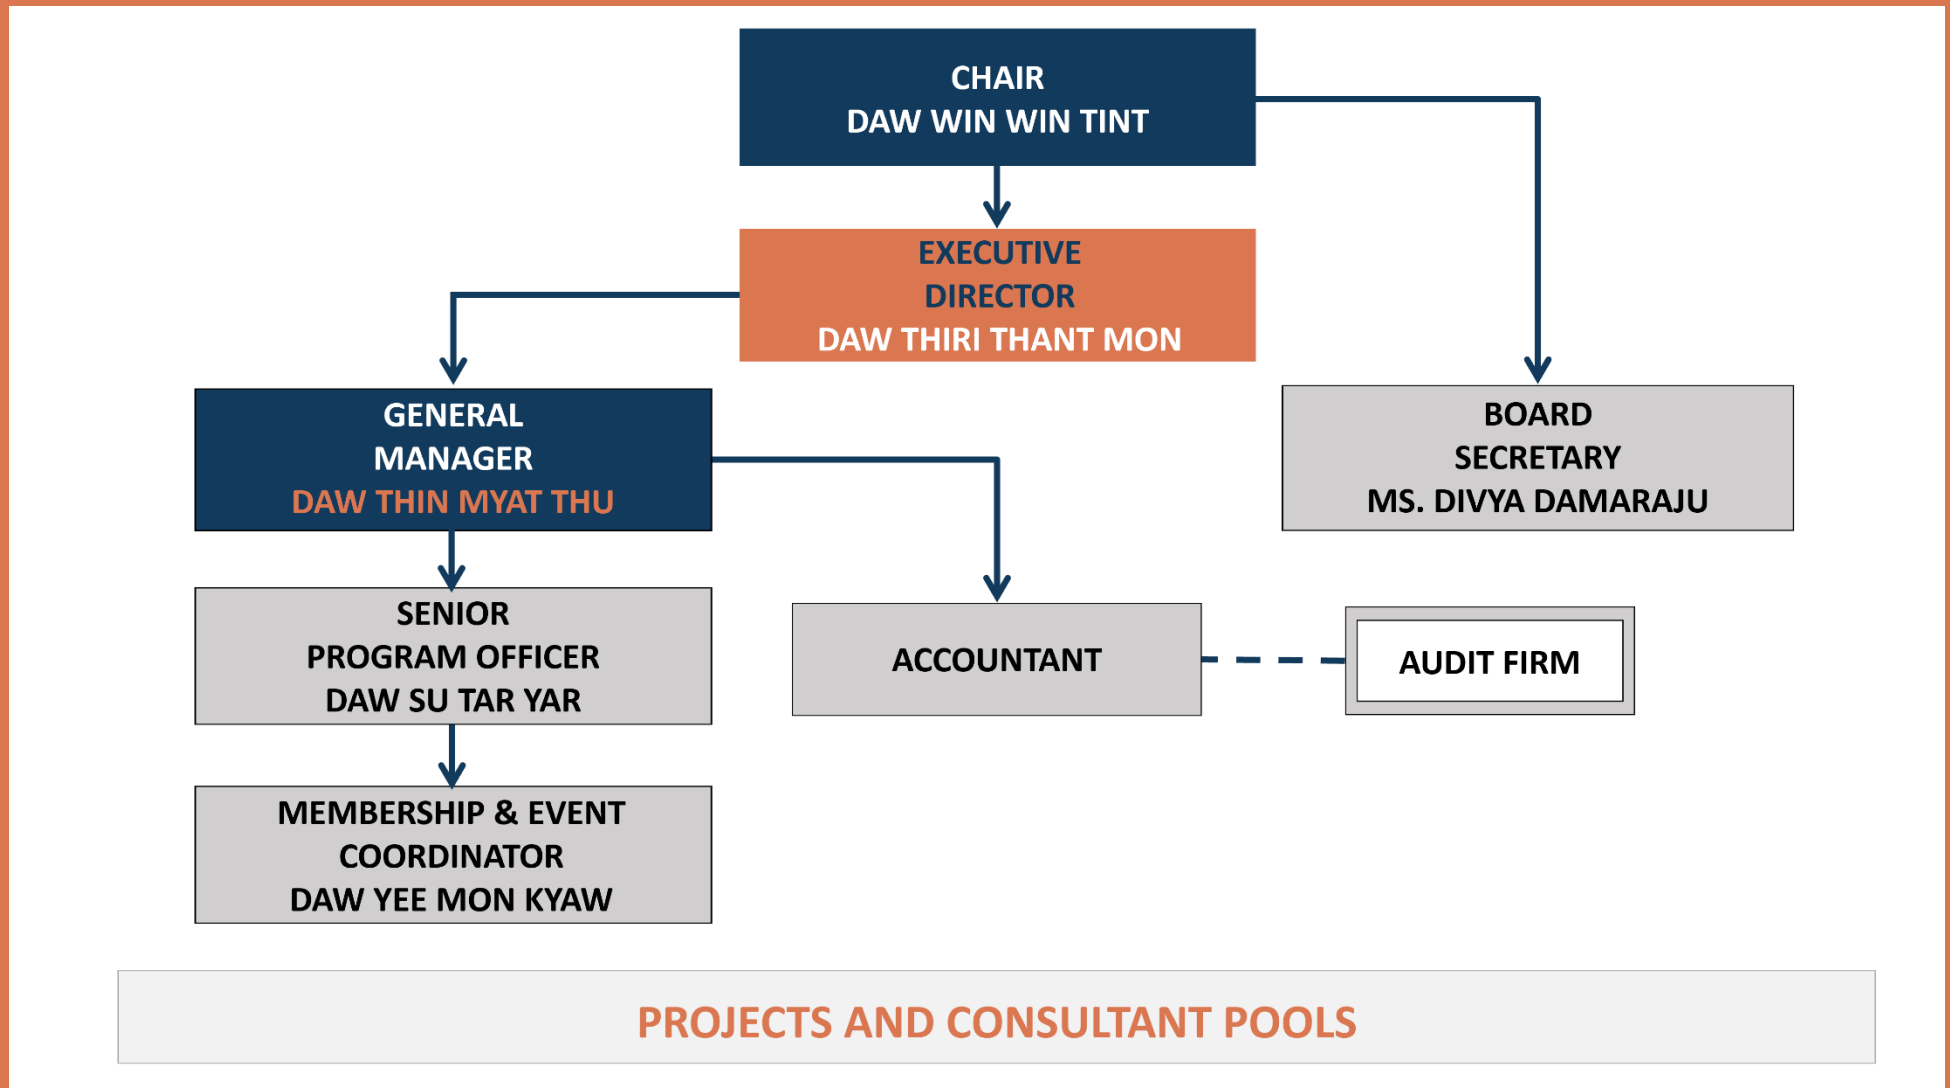 CHAIR
DAW WIN WIN TINT
EXECUTIVE
DIRECTOR
DAW THIRI THANT MON
GENERAL
MANAGER
DAW THIN MYAT THU
BOARD
SECRETARY
MS. DIVYA DAMARAJU
SENIOR
PROGRAM OFFICER
DAW SU TAR YAR
ACCOUNTANT
AUDIT FIRM
MEMBERSHIP & EVENT
COORDINATOR
DAW YEE MON KYAW
PROJECTS AND CONSULTANT POOLS